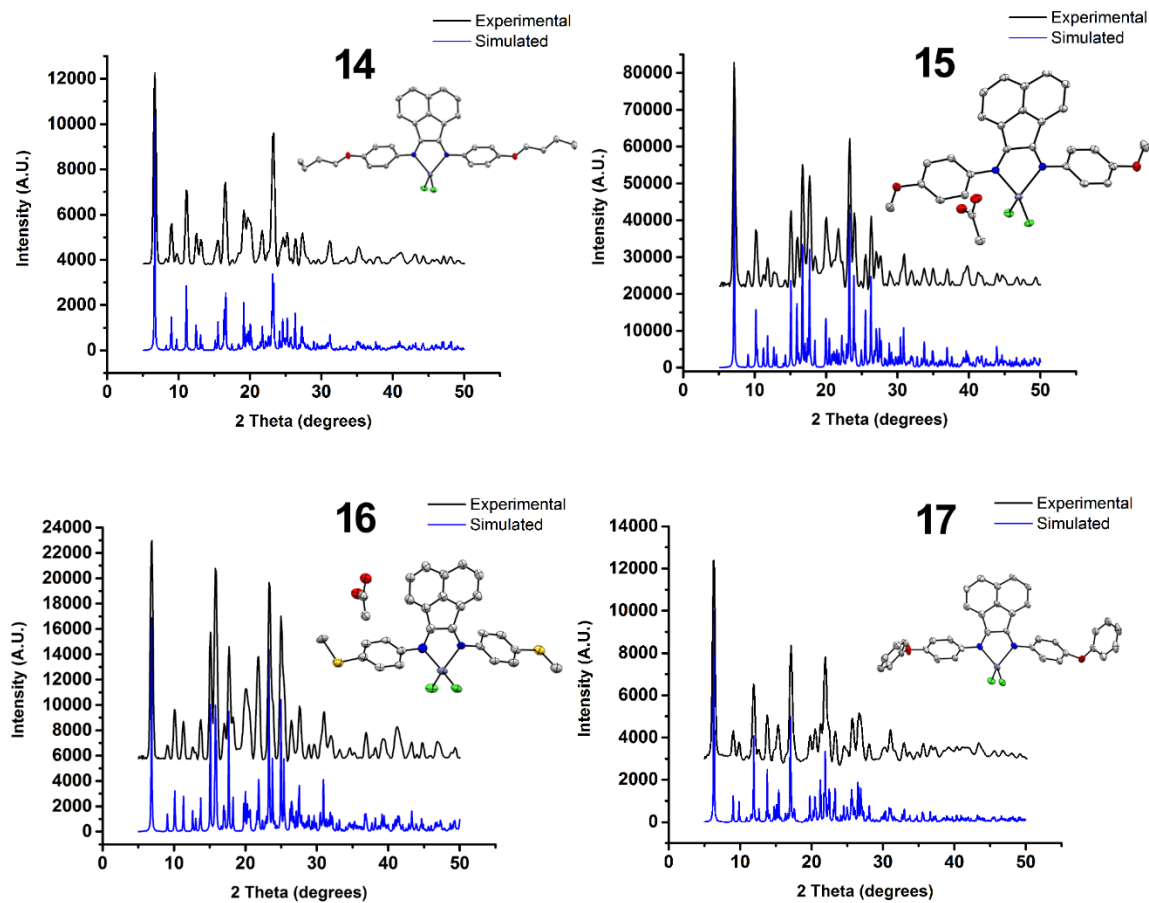 Experimental
Simulated
14
12000
10000
8000
6000
4000
2000
0
Intensity (A.U.)
0 10 20 30 40 50
2 Theta (degrees)
Experimental
Simulated
15
80000
70000
60000
50000
40000
30000
20000
10000
0
Intensity (A.U.)
0 10 20 30 40 50
2 Theta (degrees)
Experimental
Simulated
16
24000
22000
20000
18000
16000
14000
12000
10000
8000
6000
4000
2000
0
Intensity (A.U.)
0 10 20 30 40 50
2 Theta (degrees)
Experimental
Simulated
17
14000
12000
10000
8000
6000
4000
2000
0
Intensity (A.U.)
0 10 20 30 40 50
2 Theta (degrees)